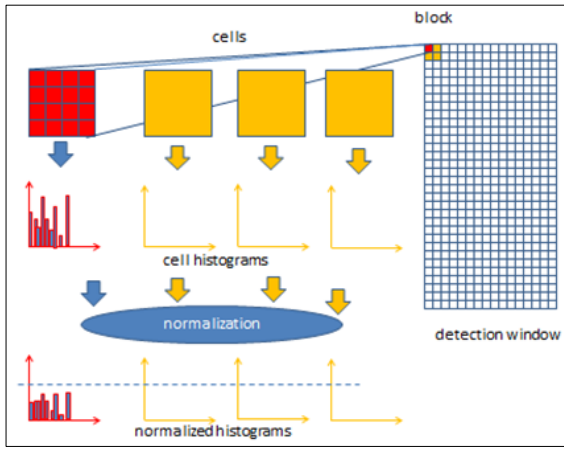 block
cells
cell histograms
normalization
detection window
normalized histograms